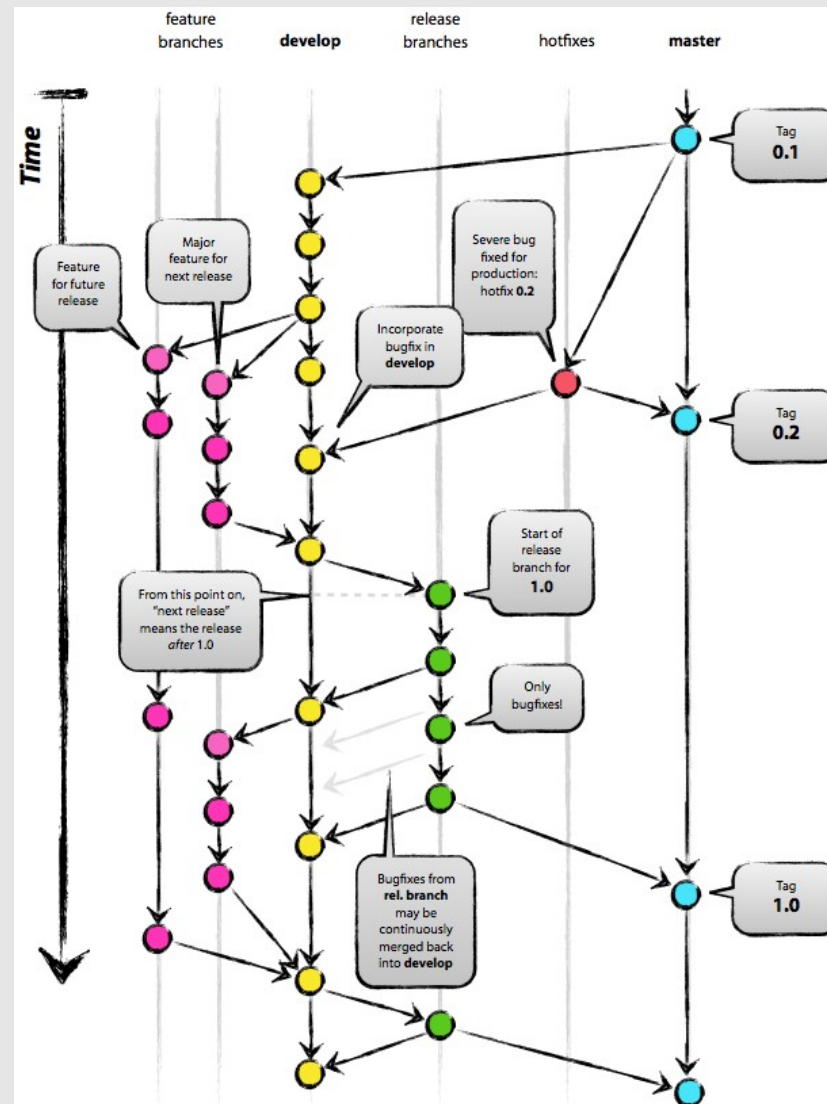 feature
branches
develop
release
branches
hotfixes
master
Time
Tag
0.1
Major
feature for
next release
Severe bug
fixed for
production:
hotfix 0.2
Feature
for future
release
Incorporate
bugfix in
develop
Tag
0.2
Start of
release
branch for
1.0
From this point on,
“next release”
means the release
after 1.0
Only
bugfixes!
Bugfixes from
rel. branch
may be
continuously
merged back
into develop
Tag
1.0